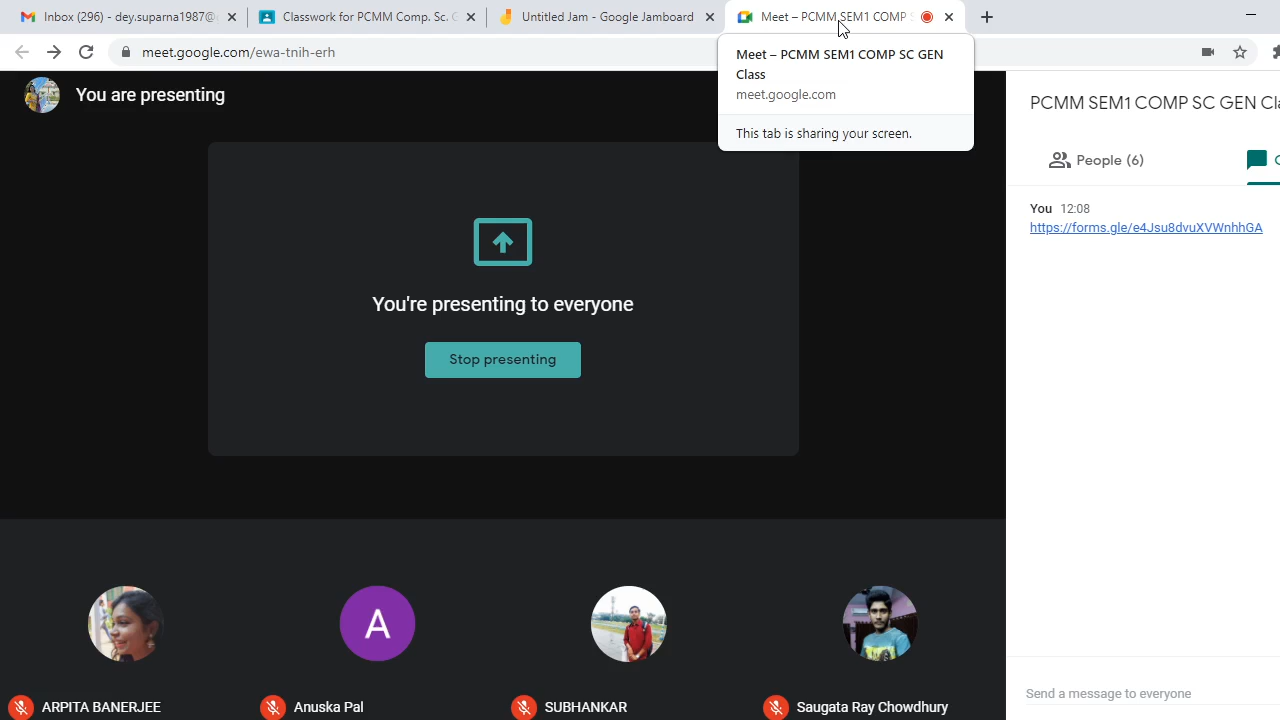 Inbox (296) - dey.suparna1987@
Classwork for PCMM Comp. Sc. G
Untitled Jam - Google Jamboard
Meet – PCMM SEM1 COMP S
meet.google.com/ewa-tnih-erh
Meet – PCMM SEM1 COMP SC GEN
Class
meet.google.com
This tab is sharing your screen.
You are presenting
You're presenting to everyone
Stop presenting
PCMM SEM1 COMP SC GEN Cla
People (6)
You 12:08
https://forms.gle/e4Jsu8dvuXVWnhhGA
A
ARPITA BANERJEE
Anuska Pal
SUBHANKAR
Saugata Ray Chowdhury
Send a message to everyone